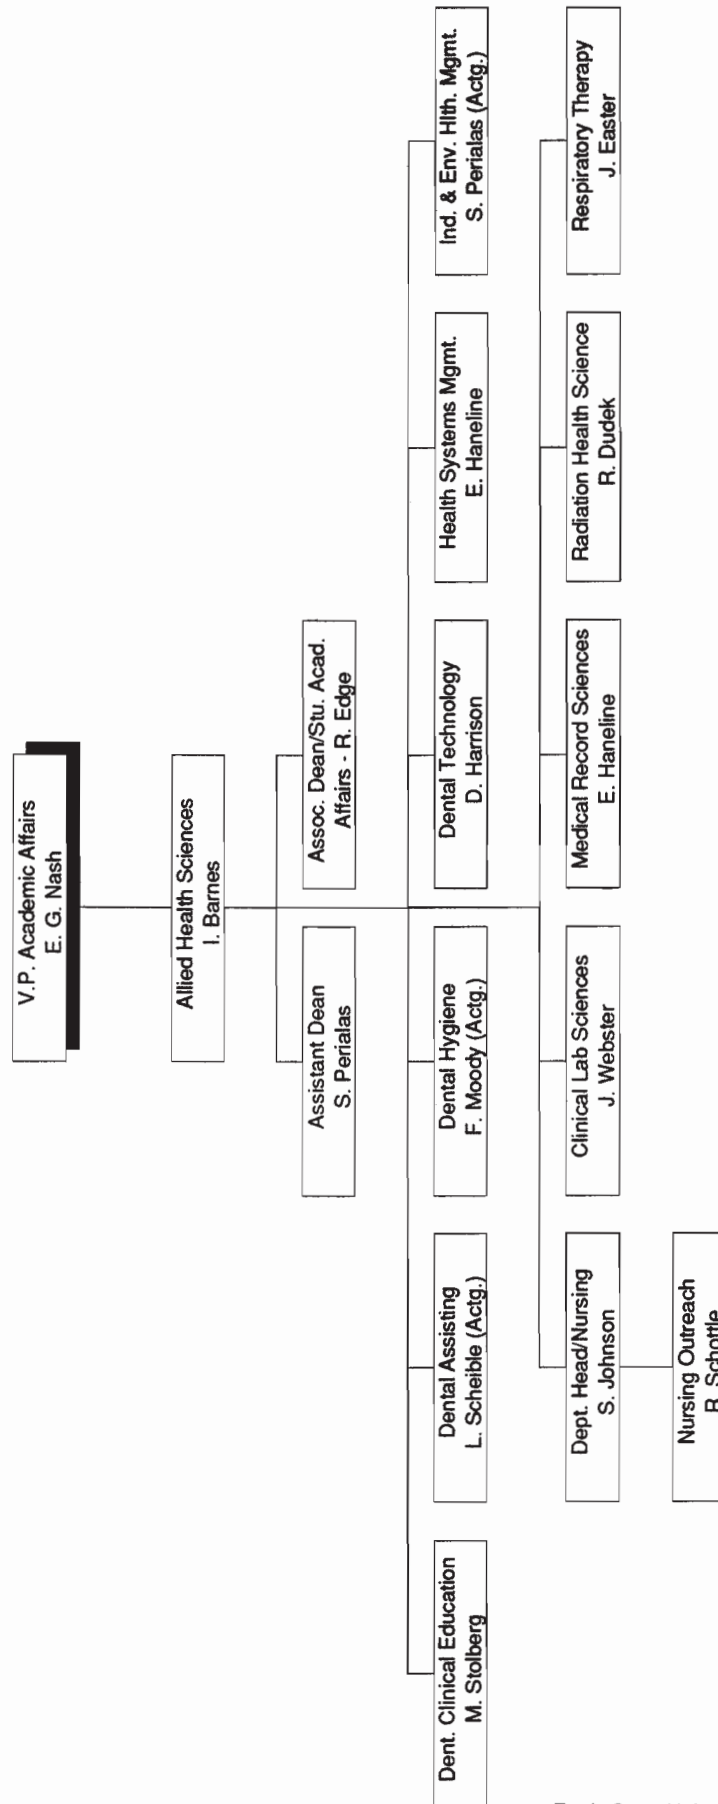 V.P. Academic Affairs
E. G. Nash
Allied Health Sciences
I. Barnes
Assistant Dean
S. Perialas
Assoc. Dean/Stu. Acad.
Affairs - R. Edge
Dent. Clinical Education
M. Stolberg
Dental Assisting
L. Scheible (Actg.)
Dental Hygiene
F. Moody (Actg.)
Dental Technology
D. Harrison
Health Systems Mgmt.
E. Haneline
Ind. & Env. Hlth. Mgmt.
S. Perialas (Actg.)
Dept. Head/Nursing
S. Johnson
Clinical Lab Sciences
J. Webster
Medical Record Sciences
E. Haneline
Radiation Health Science
R. Dudek
Respiratory Therapy
J. Easter
Nursing Outreach
R. Schottle